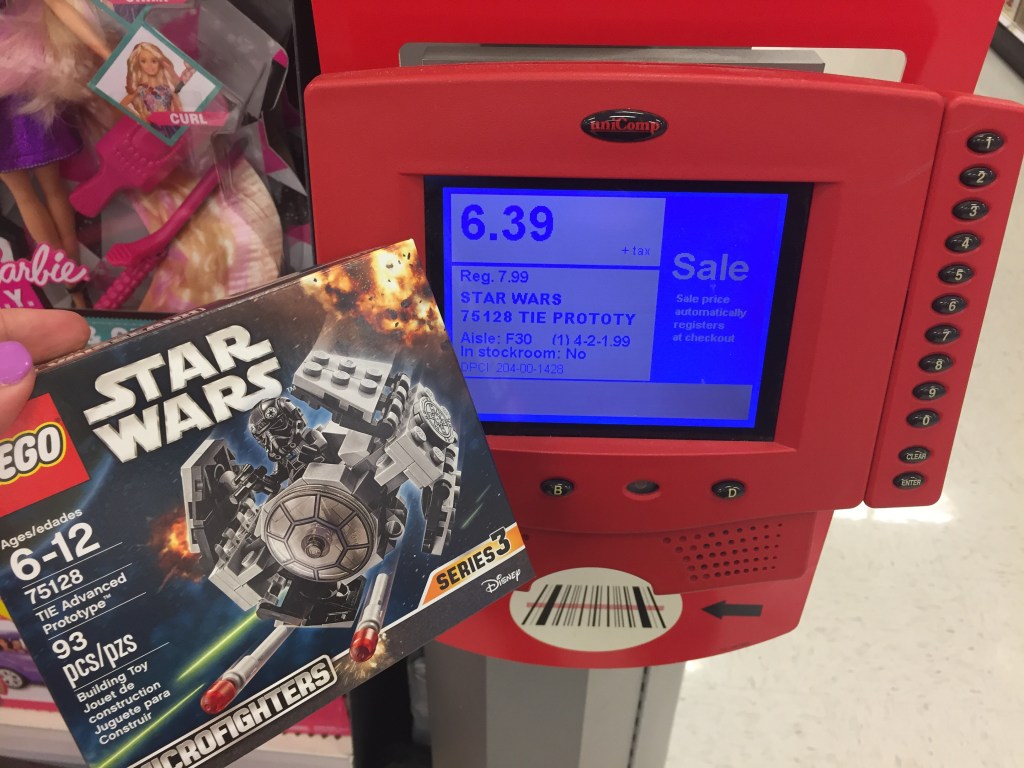 CURL
Barbie
Y.
uniComp
6.39
+ tax
Reg. 7.99
STAR WARS
75128 TIE PROTOTY
Aisle: F30 (1) 4-2-1.99
In stockroom: No
DPCI: 204-00-1428
Sale
Sale price
automatically
registers
at checkout
1
2
3
4
5
6
7
8
9
0
CLEAR
ENTER
B
D
STAR
WARS
TM
EGO
Ages/edades
6-12
75128
TIE Advanced
Prototype™
93
pcs/pzs
Building Toy
Jouet de
construction
Juguete para
Construir
SERIES 3
Disney
MICROFIGHTERS